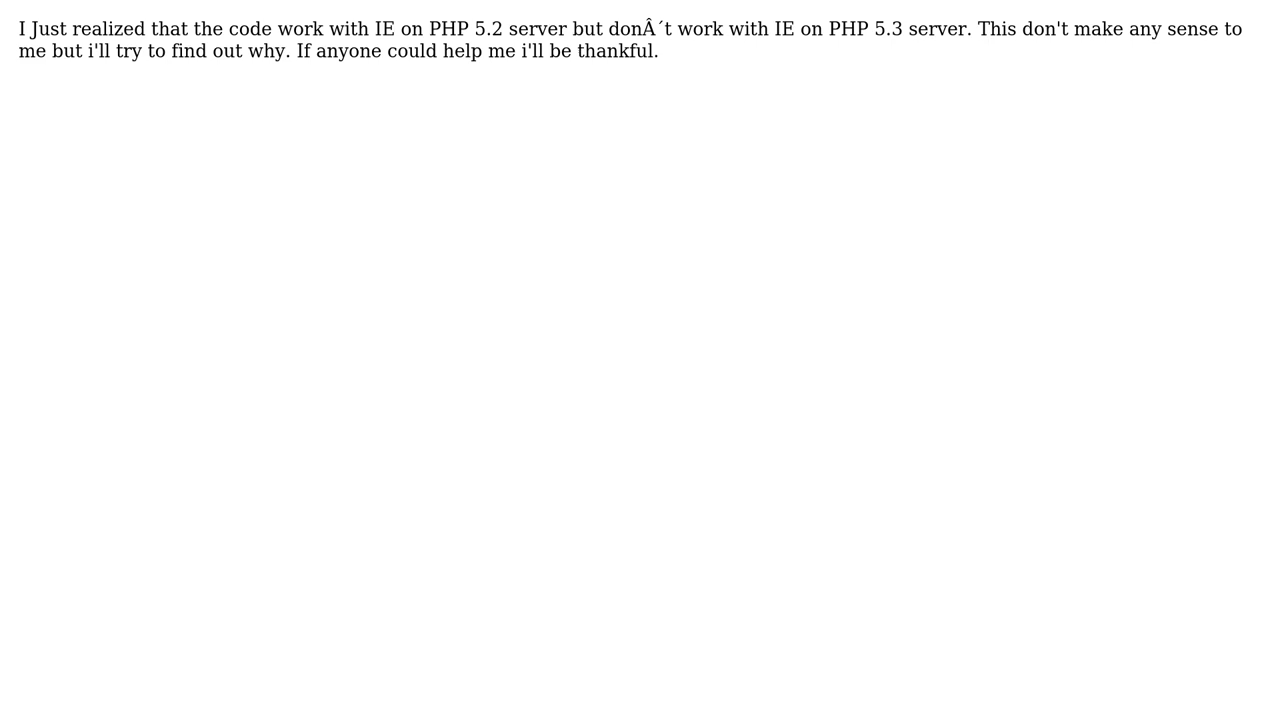 I Just realized that the code work with IE on PHP 5.2 server but donÂ´t work with IE on PHP 5.3 server. This don't make any sense to
me but i'll try to find out why. If anyone could help me i'll be thankful.